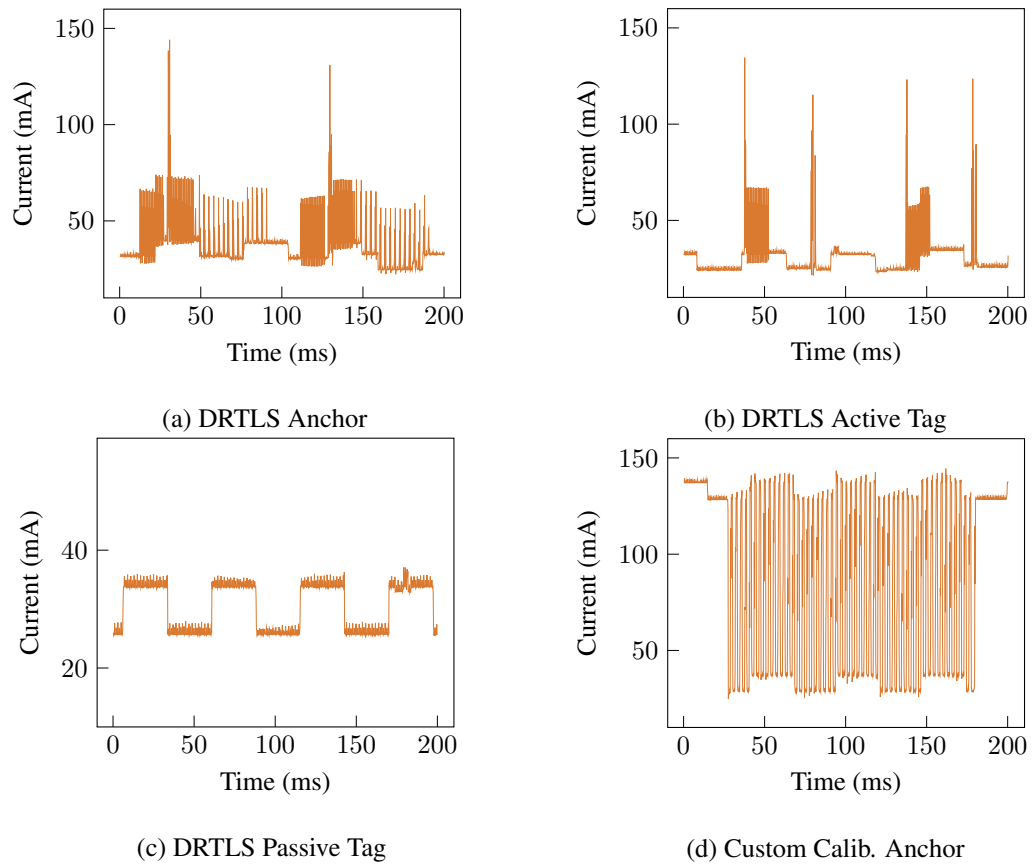 150
100
50
Current (mA)
0 50 100 150 200
Time (ms)
(a) DRTLS Anchor
150
100
50
Current (mA)
0 50 100 150 200
Time (ms)
(b) DRTLS Active Tag
40
20
Current (mA)
0 50 100 150 200
Time (ms)
(c) DRTLS Passive Tag
150
100
50
Current (mA)
0 50 100 150 200
Time (ms)
(d) Custom Calib. Anchor